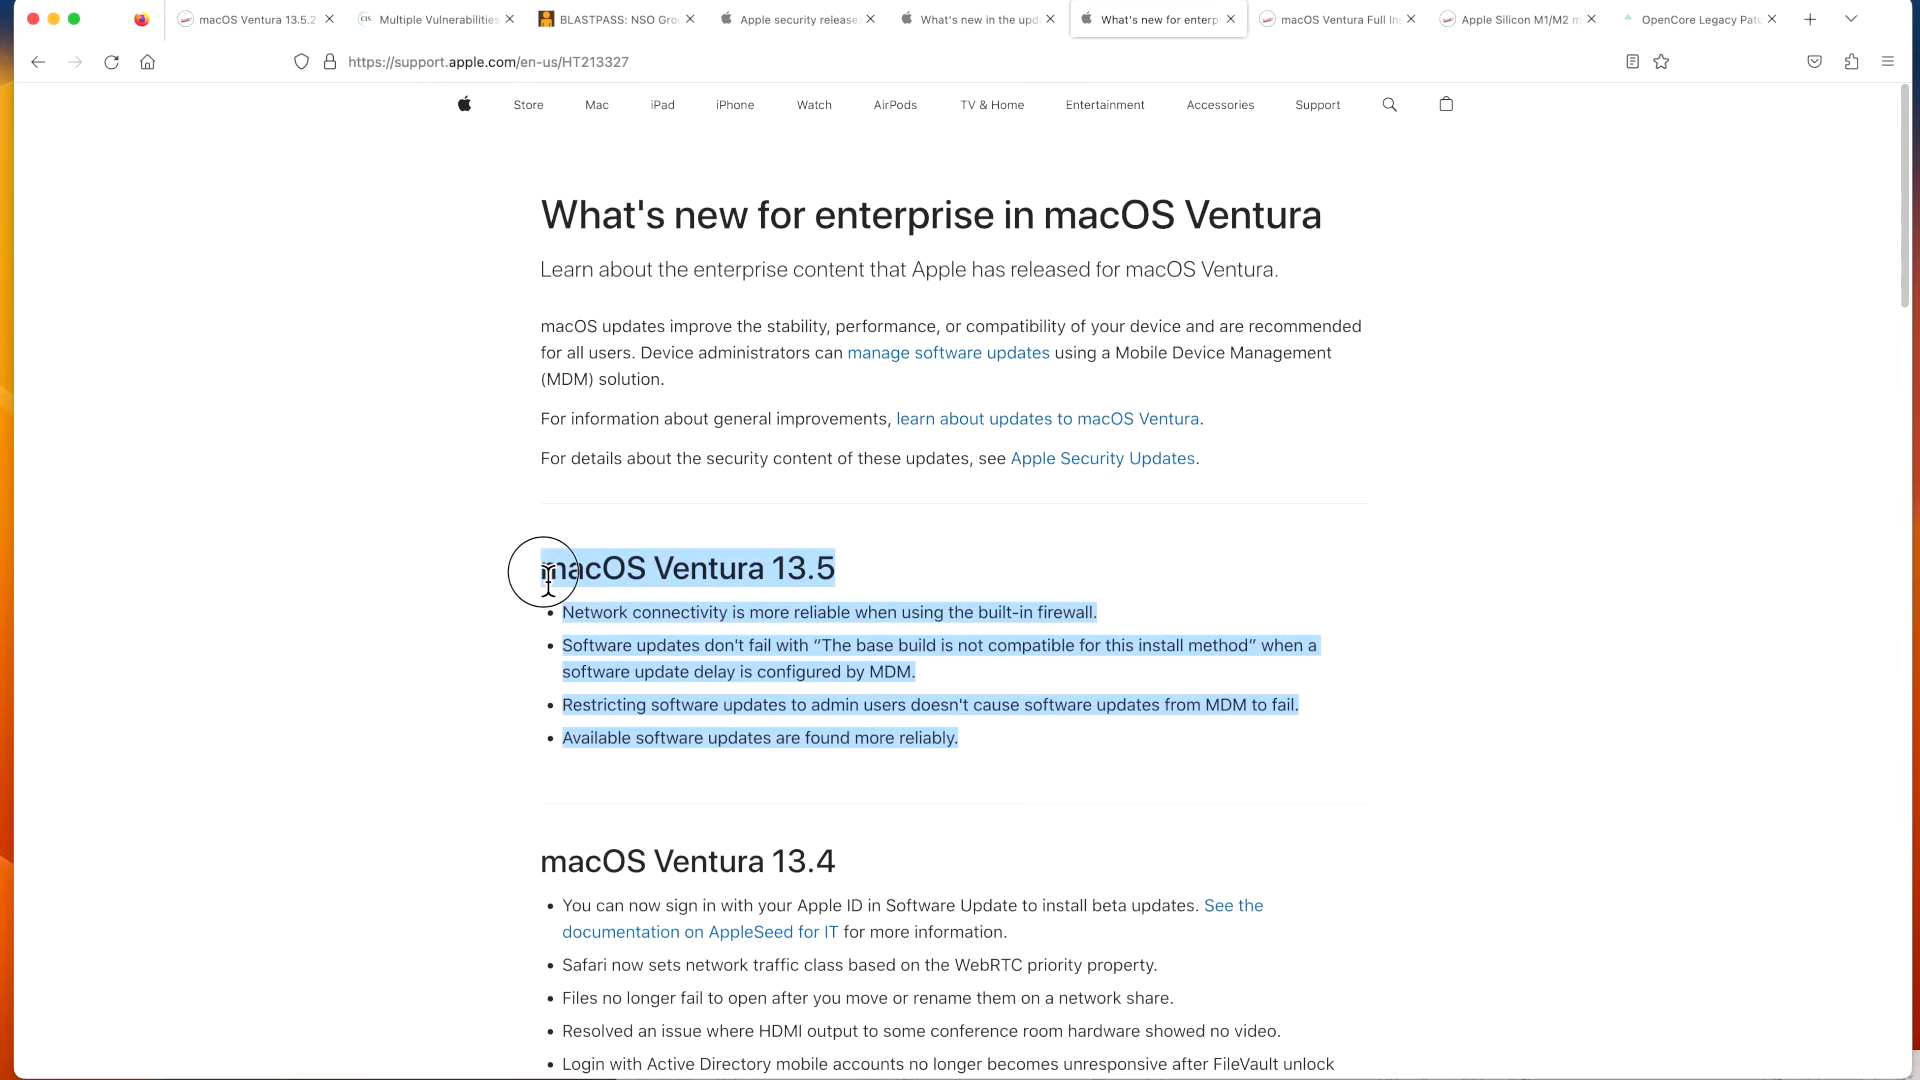 macOS Ventura 13.5.2
Multiple Vulnerabilities
BLASTPASS: NSO Gro
Apple security release
What's new in the upd
What's new for enterp
macOS Ventura Full Ins
Apple Silicon M1/M2 m
OpenCore Legacy Patc
https://support.apple.com/en-us/HT213327
Store Mac iPad iPhone Watch AirPods TV & Home Entertainment Accessories Support
What's new for enterprise in macOS Ventura
Learn about the enterprise content that Apple has released for macOS Ventura.
macOS updates improve the stability, performance, or compatibility of your device and are recommended
for all users. Device administrators can manage software updates using a Mobile Device Management
(MDM) solution.
For information about general improvements, learn about updates to macOS Ventura.
For details about the security content of these updates, see Apple Security Updates.
macOS Ventura 13.5
• Network connectivity is more reliable when using the built-in firewall.
• Software updates don't fail with “The base build is not compatible for this install method” when a
software update delay is configured by MDM.
• Restricting software updates to admin users doesn't cause software updates from MDM to fail.
• Available software updates are found more reliably.
macOS Ventura 13.4
• You can now sign in with your Apple ID in Software Update to install beta updates. See the
documentation on AppleSeed for IT for more information.
• Safari now sets network traffic class based on the WebRTC priority property.
• Files no longer fail to open after you move or rename them on a network share.
• Resolved an issue where HDMI output to some conference room hardware showed no video.
• Login with Active Directory mobile accounts no longer becomes unresponsive after FileVault unlock